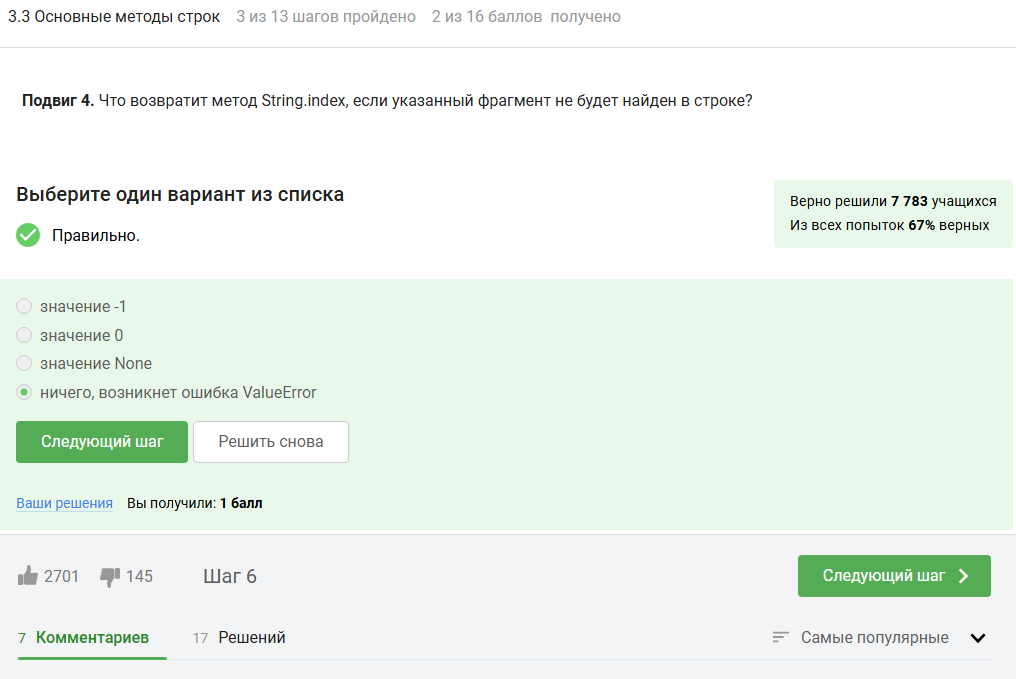 3.3 Основные методы строк 3 из 13 шагов пройдено 2 из 16 баллов получено
Подвиг 4. Что возвратит метод String.index, если указанный фрагмент не будет найден в строке?
Выберите один вариант из списка
Верно решили 7 783 учащихся
Из всех попыток 67% верных
Правильно.
значение -1
значение 0
значение None
ничего, возникнет ошибка ValueError
Следующий шаг Решить снова
Ваши решения Вы получили: 1 балл
2701 145 Шаг 6 Следующий шаг
7 Комментариев 17 Решений Самые популярные